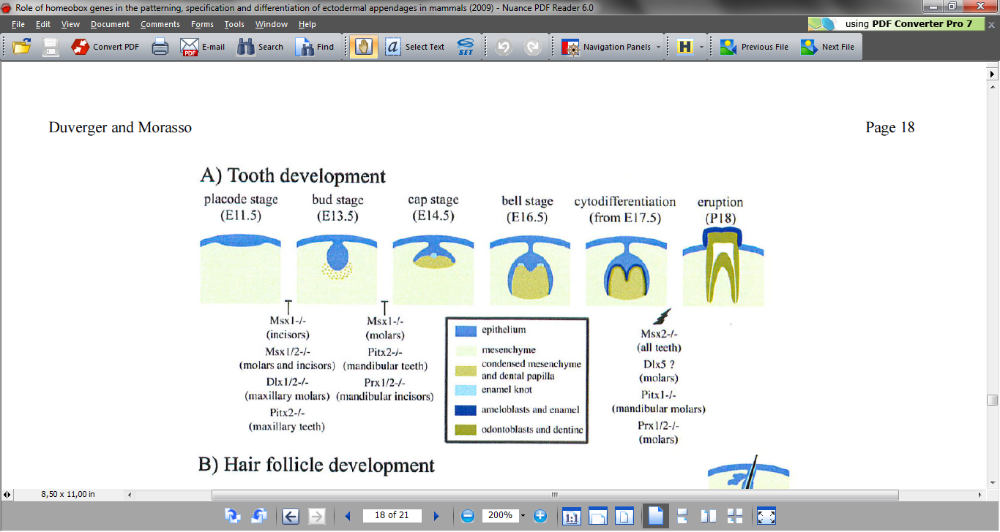 Role of homeobox genes in the patterning, specification and differentiation of ectodermal appendages in mammals (2009) - Nuance PDF Reader 6.0
File Edit View Document Comments Forms Tools Window Help
using PDF Converter Pro 7
Convert PDF
PDF
E-mail
Search
Find
a
Select Text
SET
Navigation Panels
H
Previous File
Next File
Duverger and Morasso
Page 18
A) Tooth development
placode stage
(E11.5)
bud stage
(E13.5)
cap stage
(E14.5)
bell stage
(E16.5)
cytodifferentiation
(from E17.5)
eruption
(P18)
Msx1-/-
(incisors)
Msx1/2-/-
(molars and incisors)
Dlx1/2-/-
(maxillary molars)
Pitx2-/-
(maxillary teeth)
Msx1-/-
(molars)
Pitx2-/-
(mandibular teeth)
Prx1/2-/-
(mandibular incisors)
epithelium
mesenchyme
condensed mesenchyme
and dental papilla
enamel knot
ameloblasts and enamel
odontoblasts and dentine
Msx2-/-
(all teeth)
Dlx5 ?
(molars)
Pitx1-/-
(mandibular molars)
Prx1/2-/-
(molars)
B) Hair follicle development
8,50 x 11,00 in
18 of 21
200%
1:1